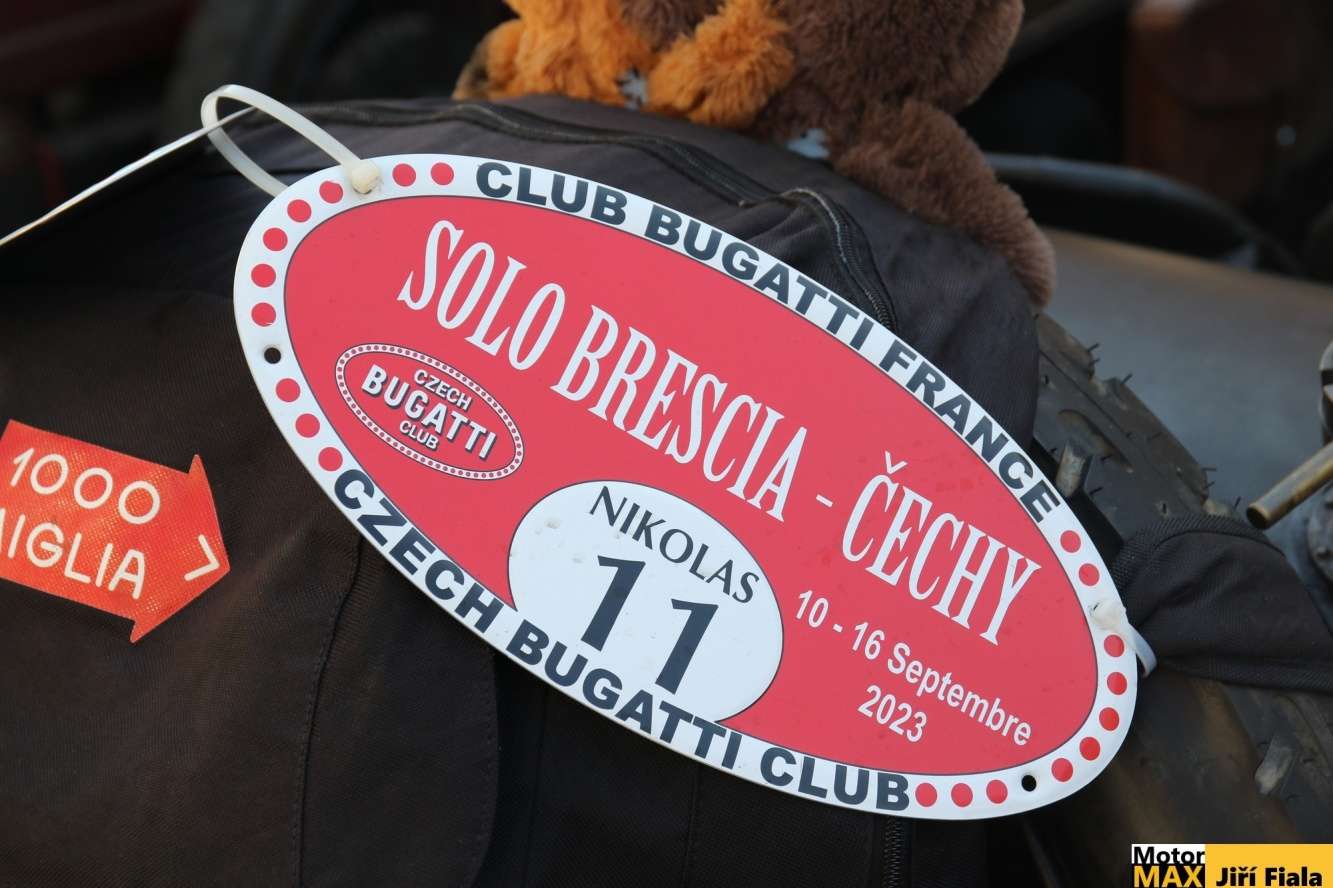 CLUB BUGATTI FRANCE
SOLO BRESCIA - ČECHY
CZECH
BUGATTI
CLUB
NIKOLAS
11
10 - 16 Septembre
2023
CZECH BUGATTI CLUB
1000
MIGLIA
Motor
MAX Jiří Fiala